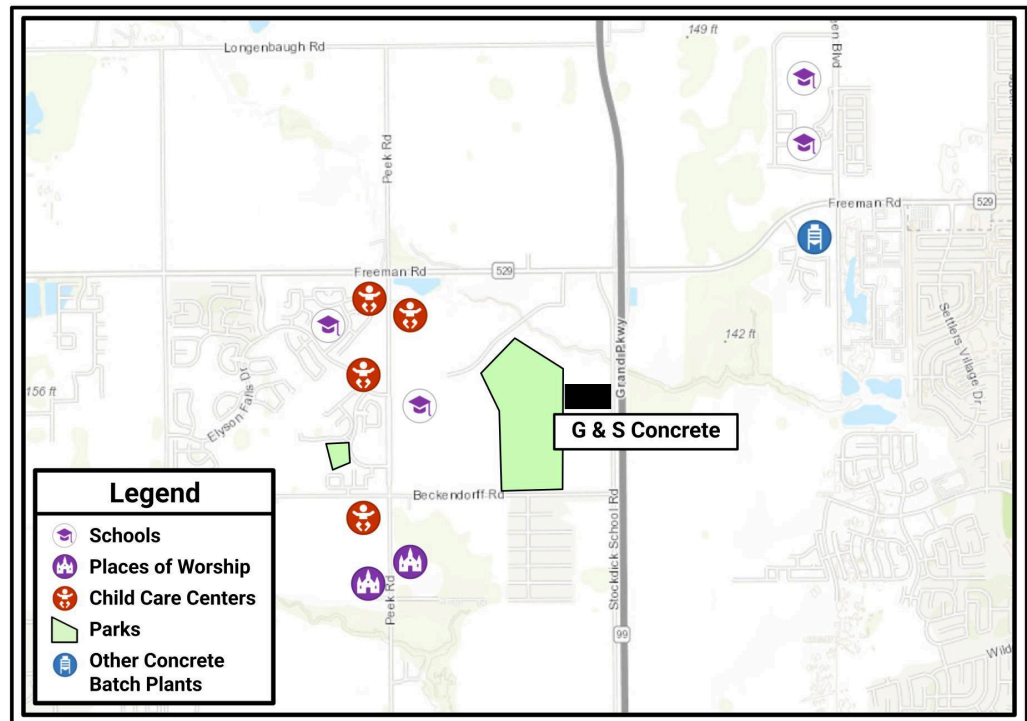 Longenbaugh Rd
149 ft
Peek Rd
Freeman Rd
529
Freeman Rd
529
Grand Pkwy
142 ft
Settlers Village Dr
156 ft
Elyson Falls Dr
G & S Concrete
Beckendorff Rd
Stockdick School Rd
Peek Rd
99
Legend
Schools
Places of Worship
Child Care Centers
Parks
Other Concrete
Batch Plants